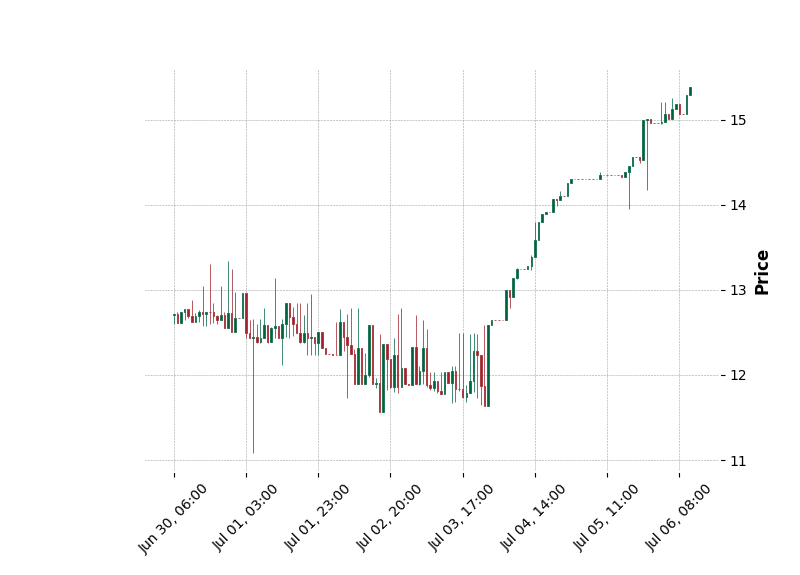 15
14
13
12
11
Price
Jun 30, 06:00
Jul 01, 03:00
Jul 01, 23:00
Jul 02, 20:00
Jul 03, 17:00
Jul 04, 14:00
Jul 05, 11:00
Jul 06, 08:00